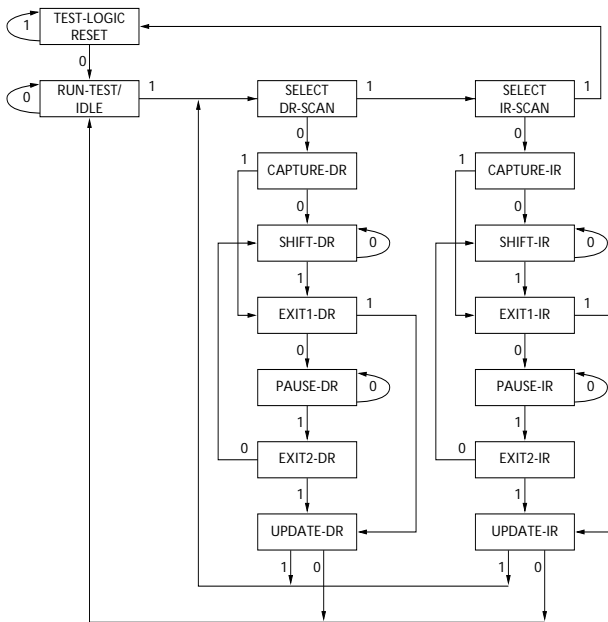 TEST-LOGIC
RESET
1
0
RUN-TEST/
IDLE
0
1
SELECT
DR-SCAN
1
SELECT
IR-SCAN
1
0
0
1
CAPTURE-DR
1
CAPTURE-IR
0
0
SHIFT-DR
0
SHIFT-IR
0
1
1
EXIT1-DR
1
EXIT1-IR
1
0
0
PAUSE-DR
0
PAUSE-IR
0
1
1
0
EXIT2-DR
0
EXIT2-IR
1
1
UPDATE-DR
UPDATE-IR
1
0
1
0